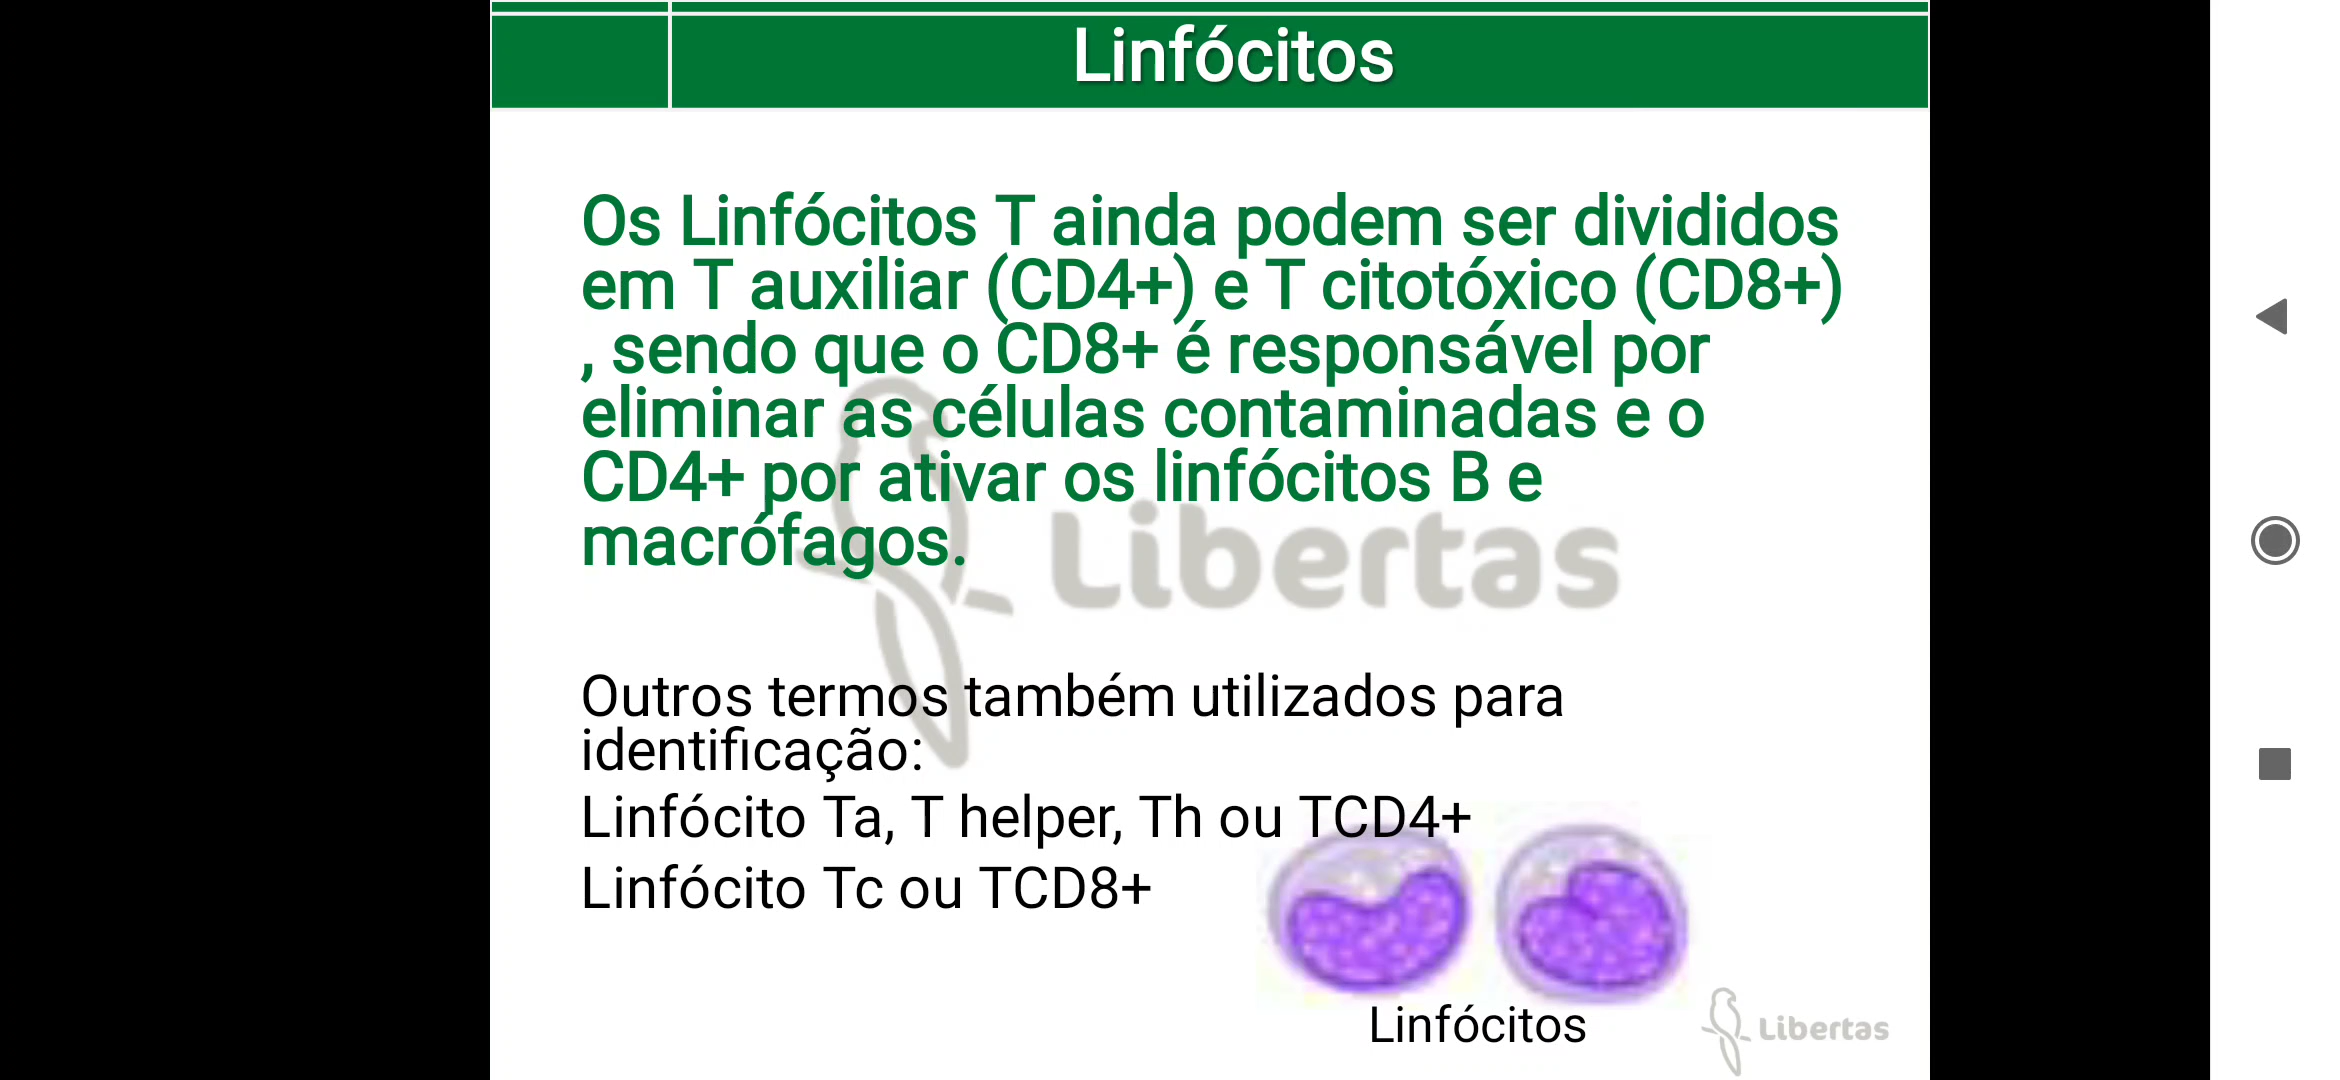 Linfócitos
Os Linfócitos T ainda podem ser divididos
em T auxiliar (CD4+) e T citotóxico (CD8+)
, sendo que o CD8+ é responsável por
eliminar as células contaminadas e o
CD4+ por ativar os linfócitos B e
macrófagos.
Libertas
Outros termos também utilizados para
identificação:
Linfócito Ta, T helper, Th ou TCD4+
Linfócito Tc ou TCD8+
Linfócitos
Libertas